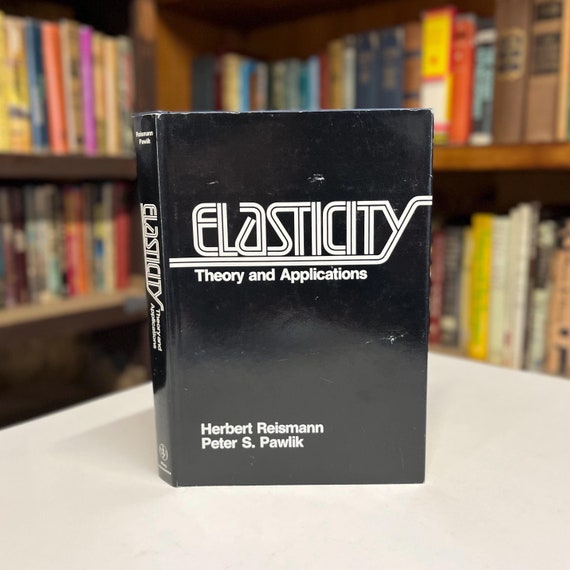 Reismann
Pawlik
ELaSTICITY
Theory and
Applications
ELaSTICITY
Theory and Applications
Herbert Reismann
Peter S. Pawlik